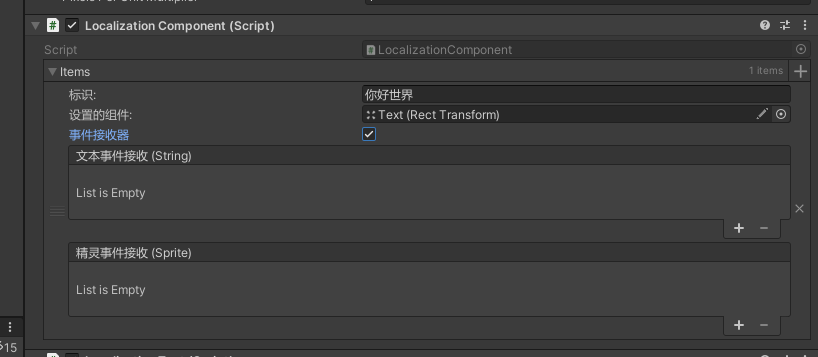 Localization Component (Script)
Script
LocalizationComponent
Items
1 items
标识:
你好世界
设置的组件:
Text (Rect Transform)
事件接收器
文本事件接收 (String)
List is Empty
精灵事件接收 (Sprite)
List is Empty
15